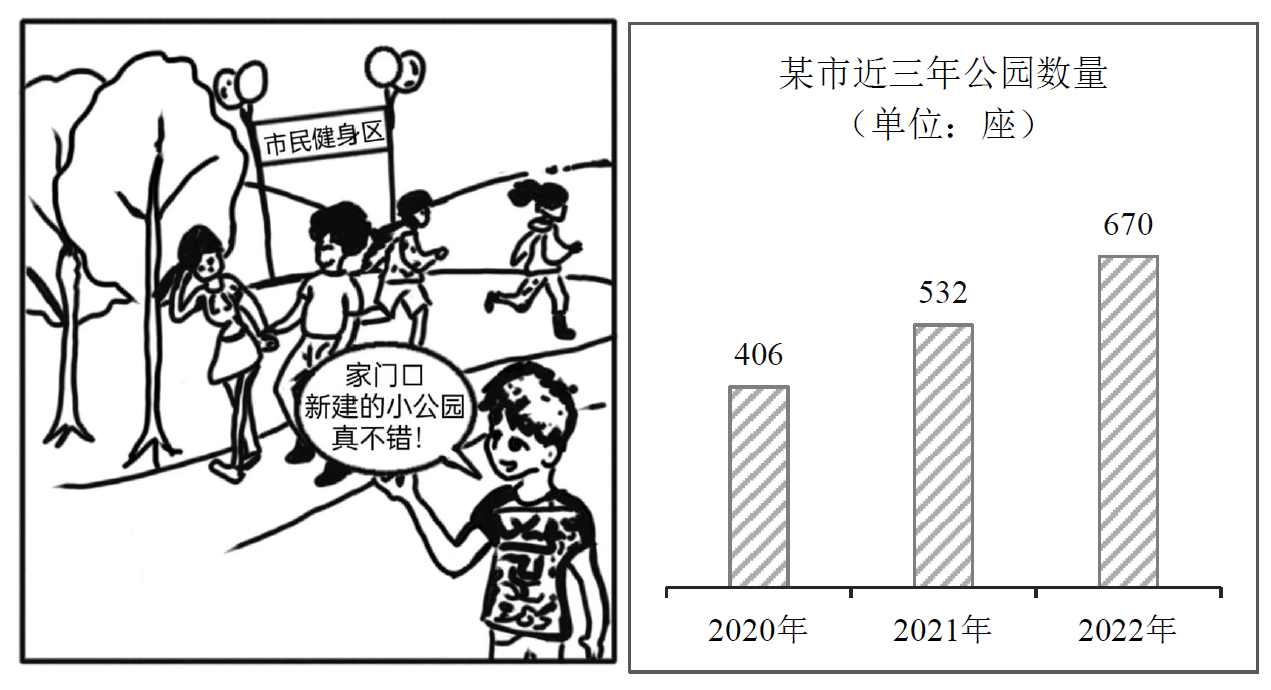 市民健身区
家门口
新建的小公园
真不错!
某市近三年公园数量
（单位：座）
670
532
406
2020年
2021年
2022年